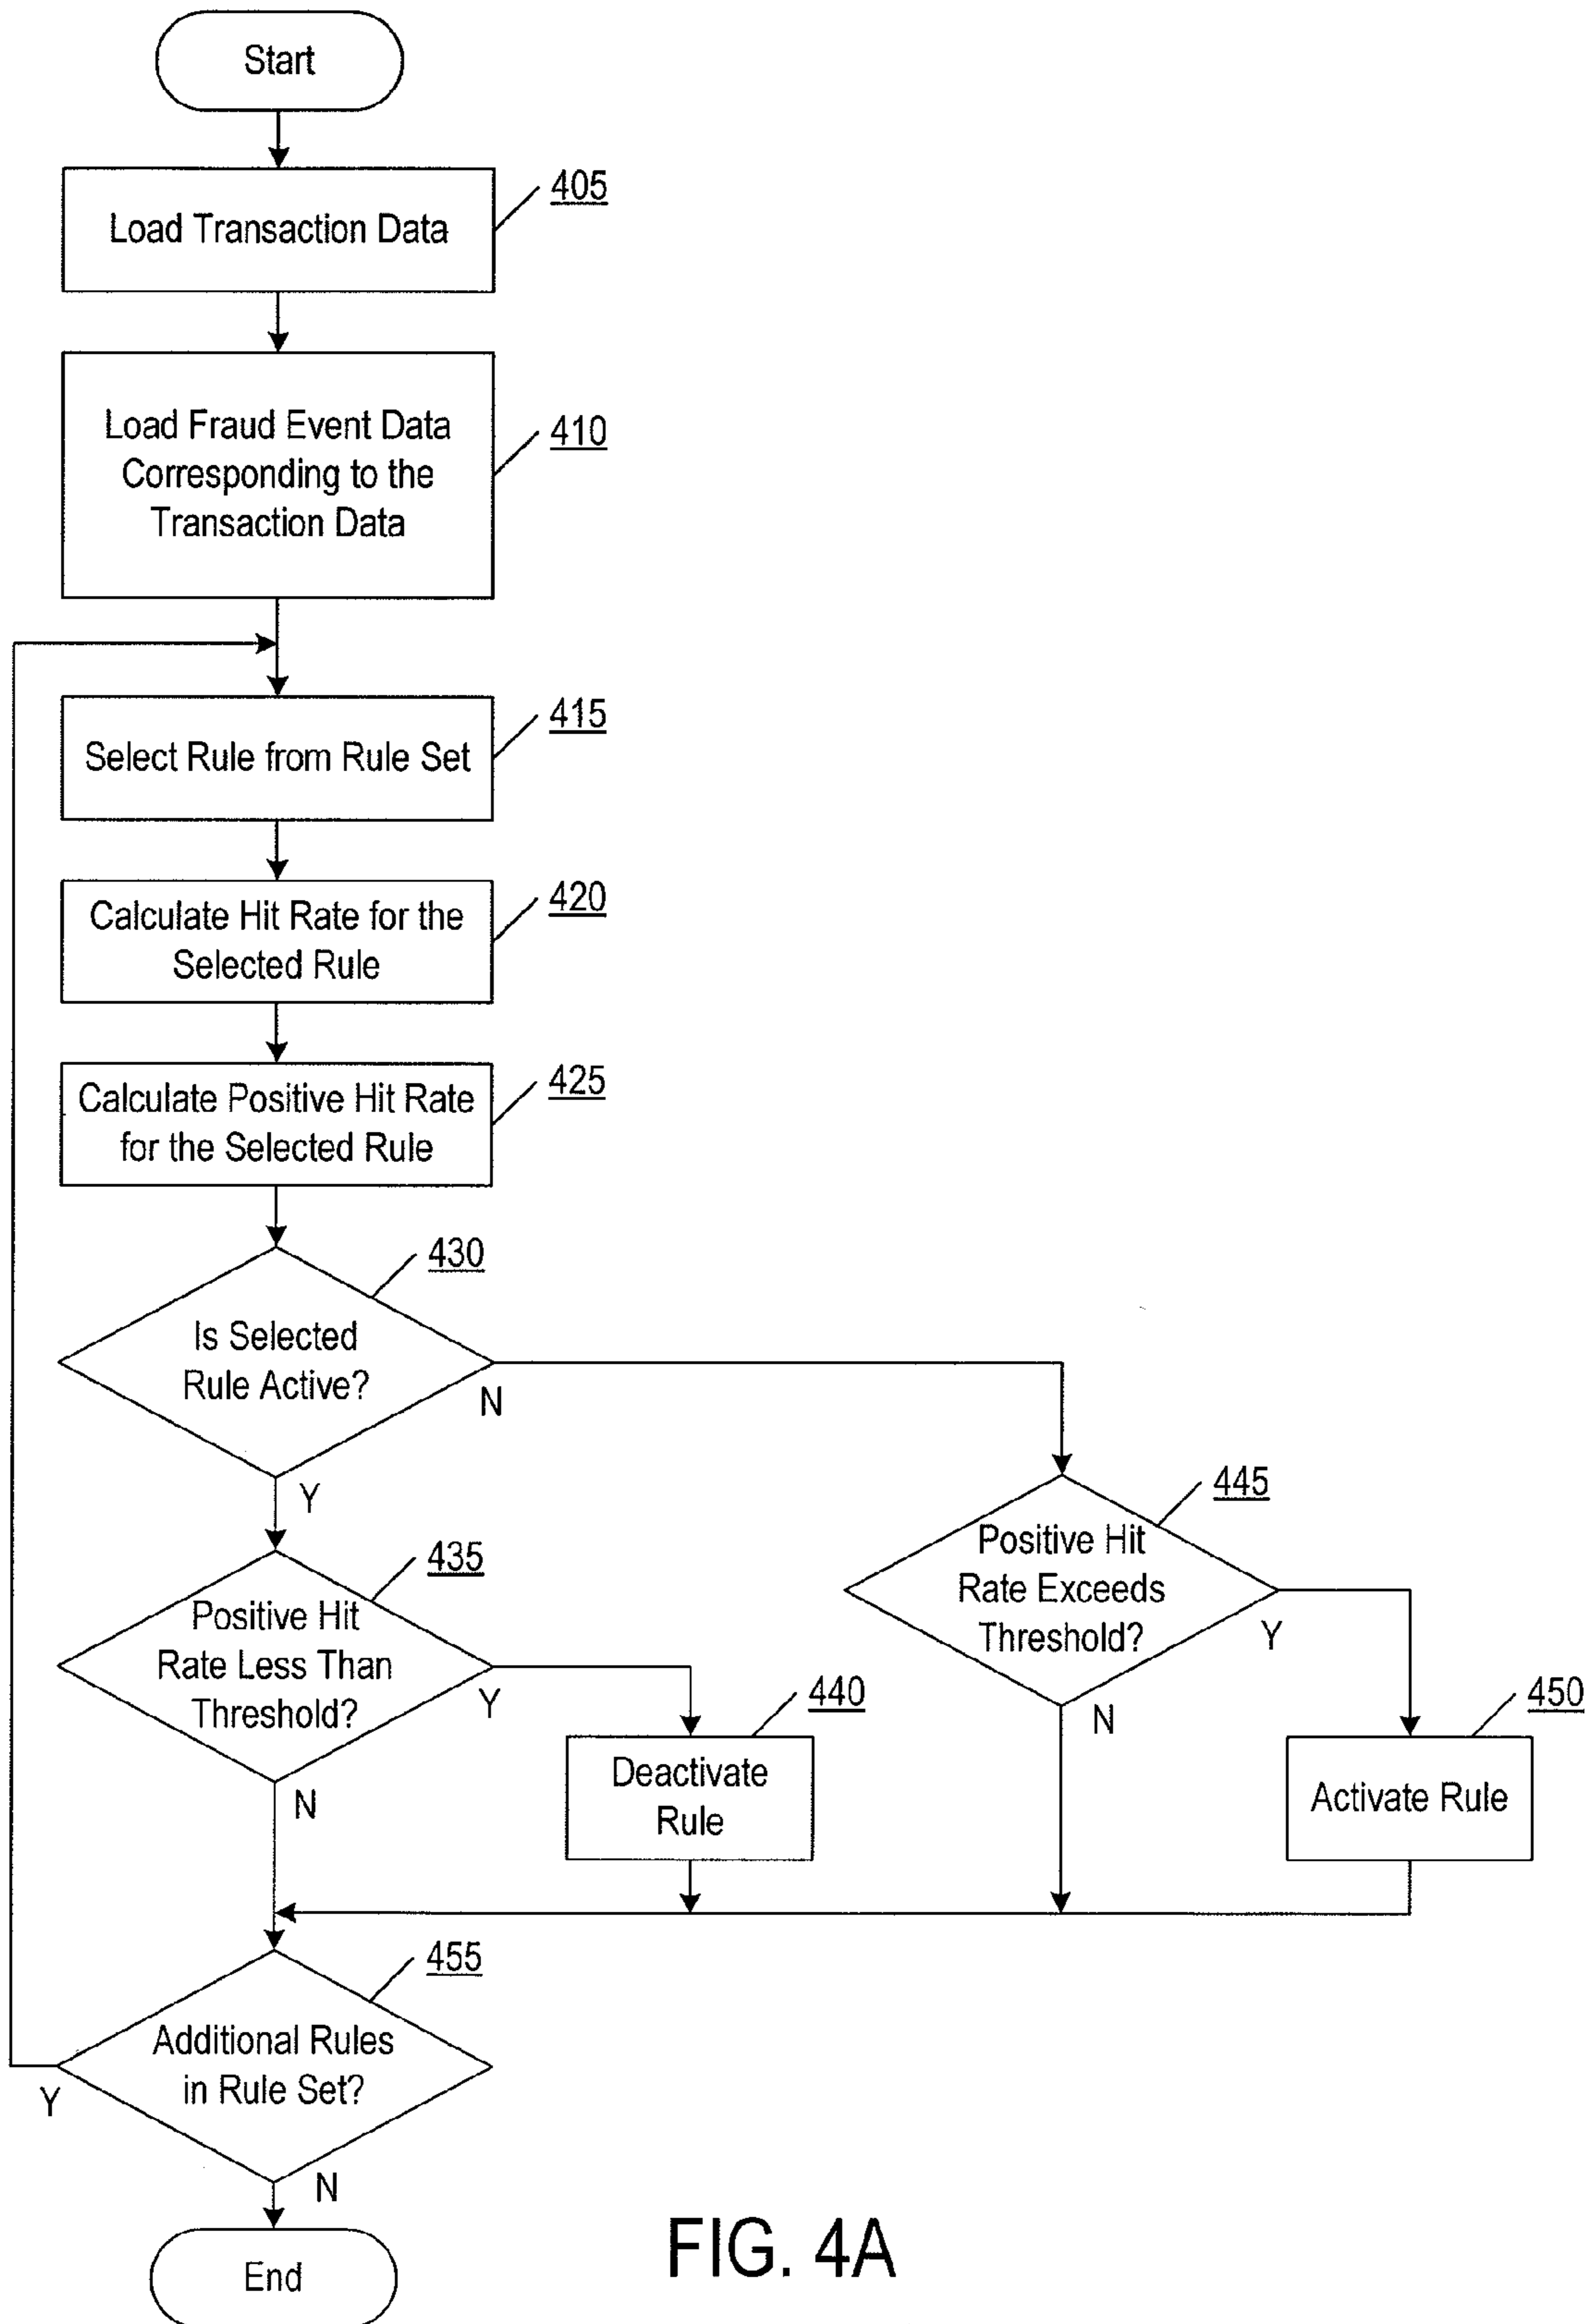 Start
405
Load Transaction Data
410
Load Fraud Event Data
Corresponding to the
Transaction Data
415
Select Rule from Rule Set
420
Calculate Hit Rate for the
Selected Rule
425
Calculate Positive Hit Rate
for the Selected Rule
430
Is Selected
Rule Active?
N
Y
445
Positive Hit
Rate Exceeds
Threshold?
Y
N
435
Positive Hit
Rate Less Than
Threshold?
Y
N
440
Deactivate
Rule
450
Activate Rule
455
Additional Rules
in Rule Set?
Y
N
End
FIG. 4A